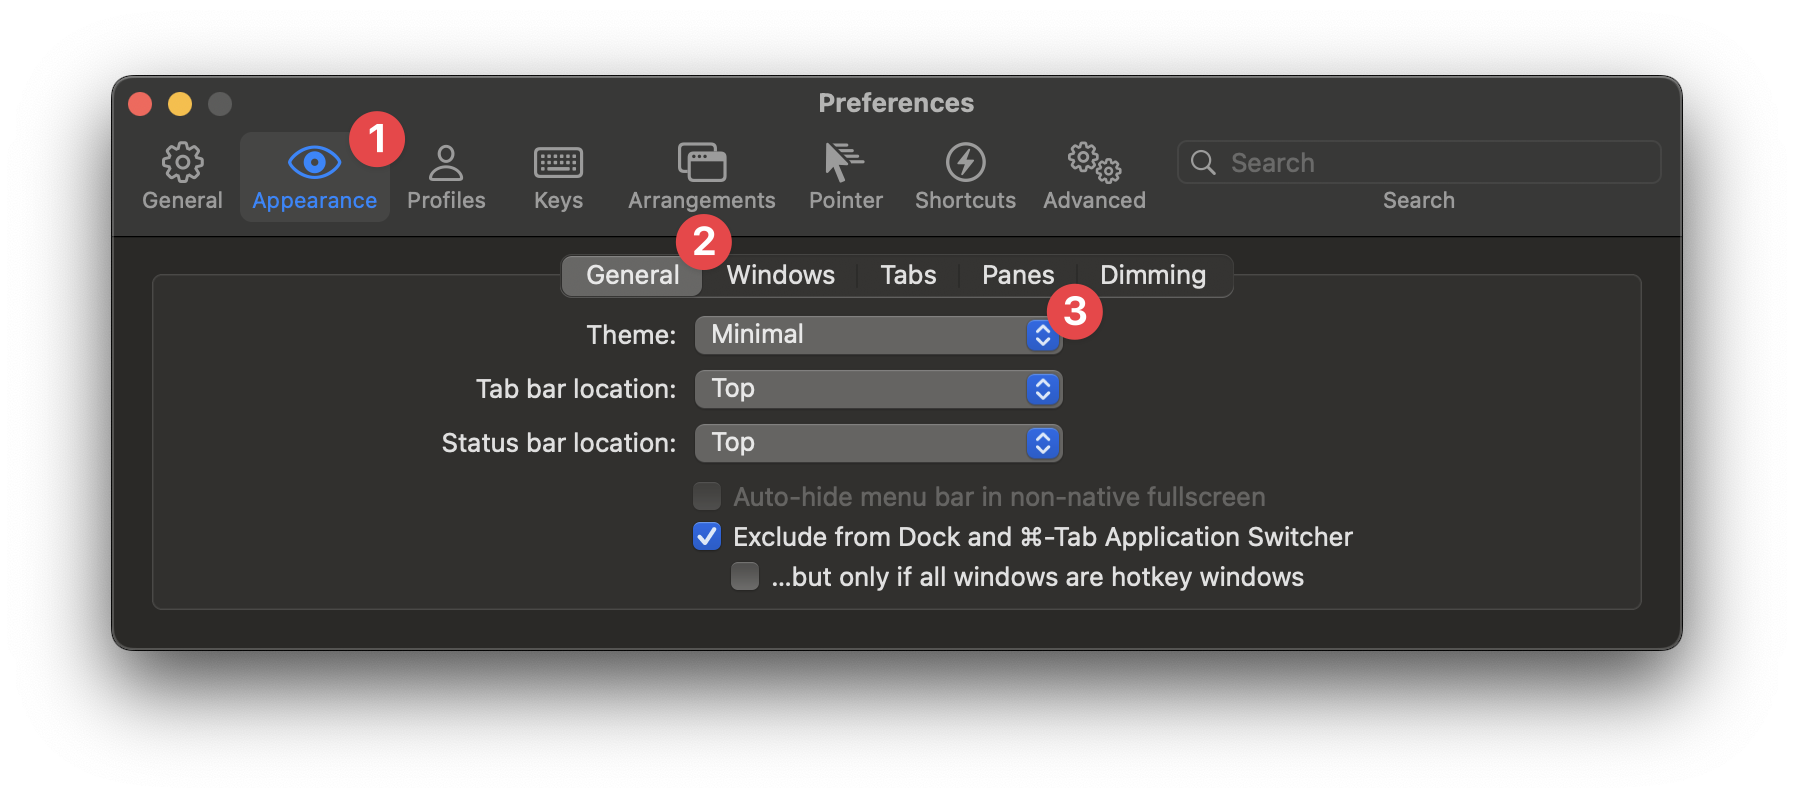 Preferences
1
General Appearance Profiles Keys Arrangements Pointer Shortcuts Advanced Search
Search
2
General Windows Tabs Panes Dimming
3
Theme: Minimal
Tab bar location: Top
Status bar location: Top
Auto-hide menu bar in non-native fullscreen
Exclude from Dock and ⌘-Tab Application Switcher
...but only if all windows are hotkey windows